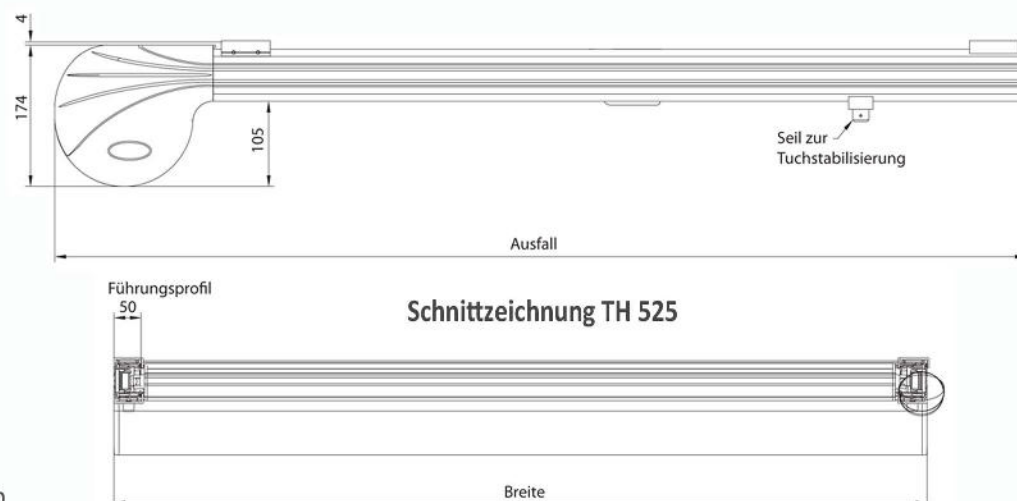 4
174
105
Seil zur
Tuchstabilisierung
Ausfall
Führungsprofil
50
Schnittzeichnung TH 525
Breite